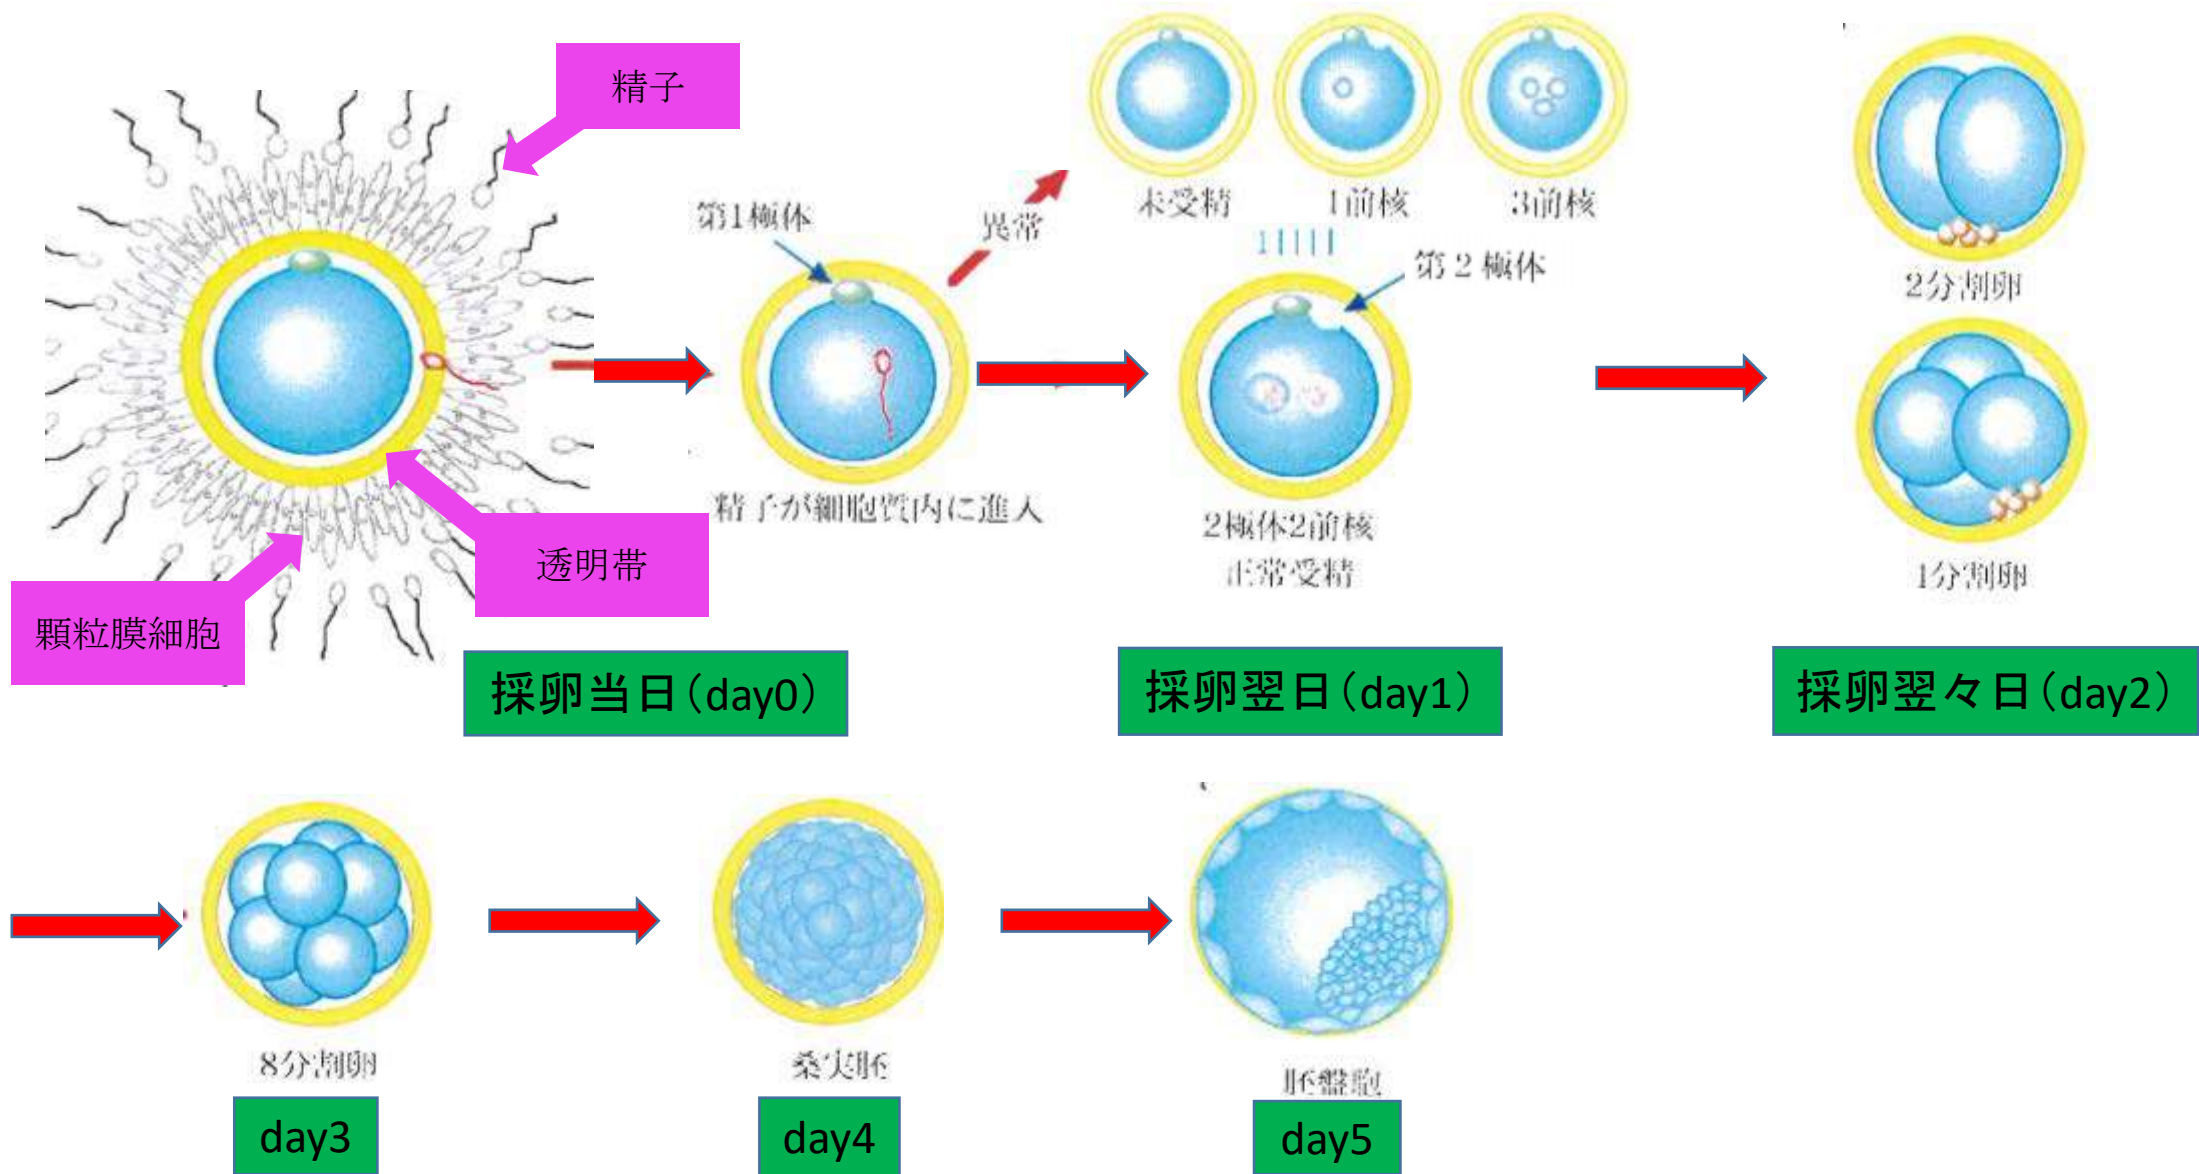 精子
第1極体
異常
未受精
1前核
3前核
第2極体
精子が細胞質内に進入
2極体2前核
正常受精
2分割卵
1分割卵
透明帯
顆粒膜細胞
採卵当日(day0)
採卵翌日(day1)
採卵翌々日(day2)
8分割卵
桑実胚
胚盤胞
day3
day4
day5